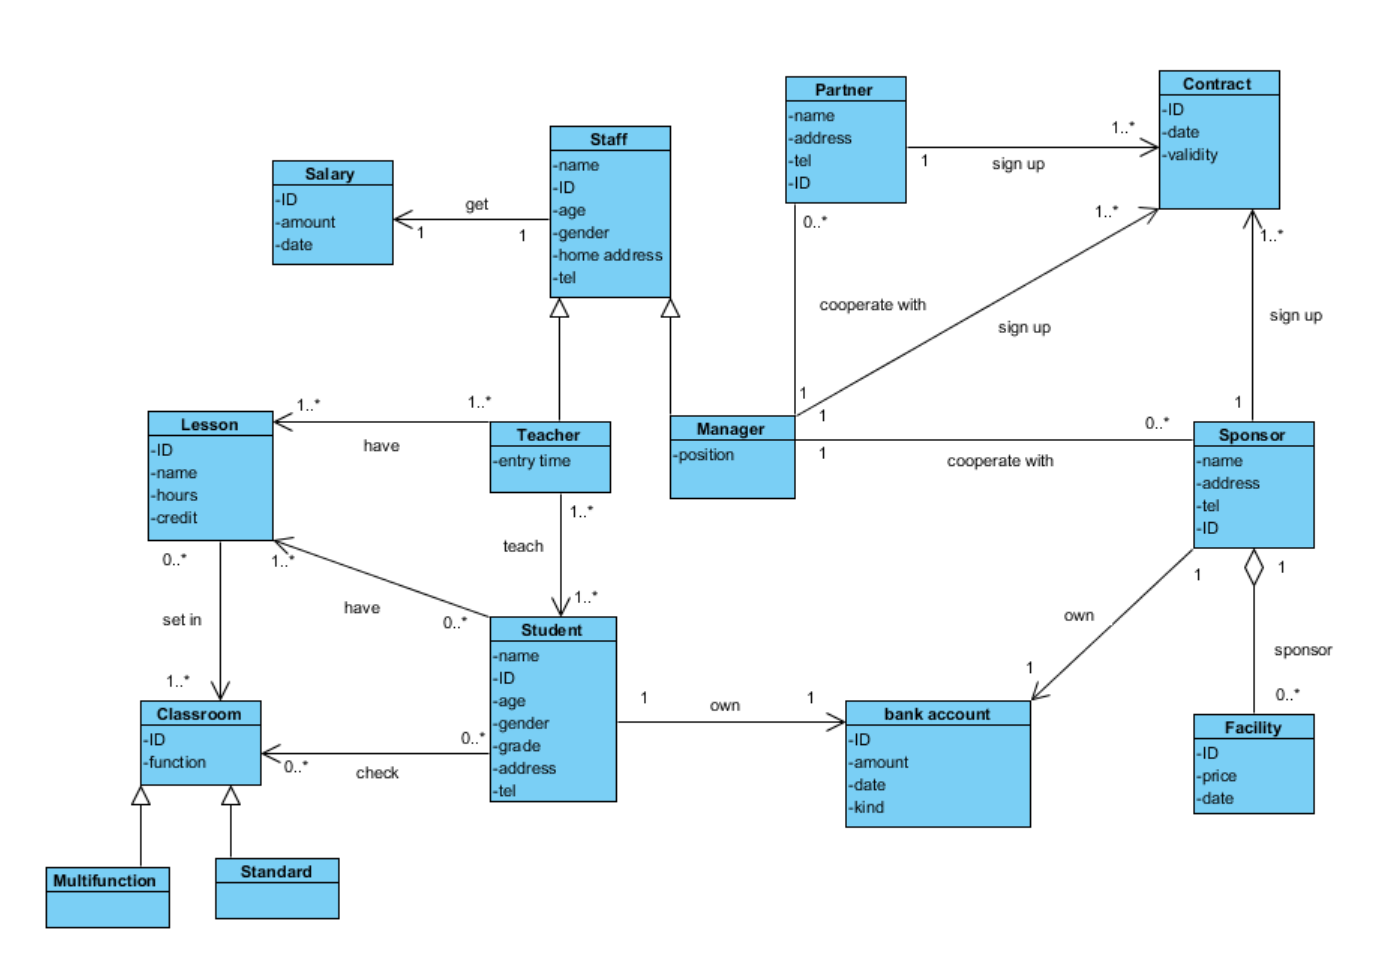 Partner
-name
-address
-tel
-ID
Contract
-ID
-date
-validity
1
1..*
sign up
Staff
-name
-ID
-age
-gender
-home address
-tel
Salary
-ID
-amount
-date
get
1
1
0..*
1..*
1..*
cooperate with
sign up
sign up
1
1
1
1..*
1..*
have
Lesson
-ID
-name
-hours
-credit
Teacher
-entry time
Manager
-position
1
0..*
cooperate with
Sponsor
-name
-address
-tel
-ID
1..*
teach
1..*
0..*
1..*
set in
have
0..*
1..*
1
1
own
1
sponsor
0..*
Student
-name
-ID
-age
-gender
-grade
-address
-tel
1
own
1
Classroom
-ID
-function
0..*
0..*
check
bank account
-ID
-amount
-date
-kind
Facility
-ID
-price
-date
Multifunction
Standard